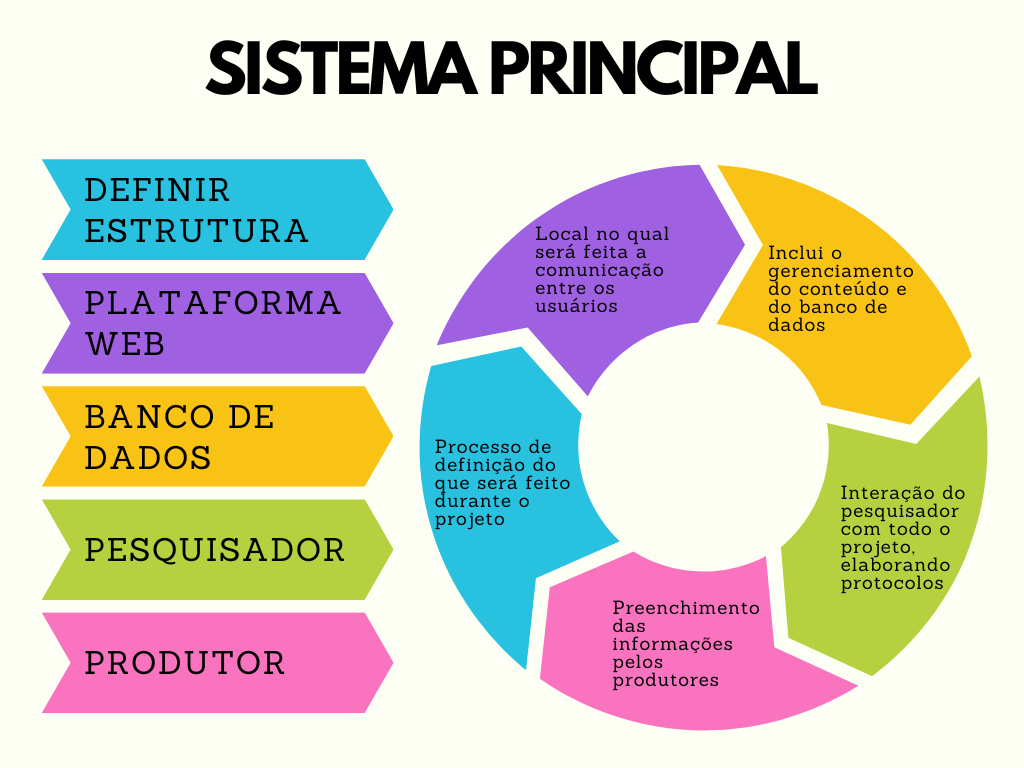 SISTEMA PRINCIPAL
DEFINIR
ESTRUTURA
PLATAFORMA
WEB
BANCO DE
DADOS
PESQUISADOR
PRODUTOR
Local no qual
será feita a
comunicação
entre os
usuários
Inclui o
gerenciamento
do conteúdo e
do banco de
dados
Interação do
pesquisador
com todo o
projeto,
elaborando
protocolos
Preenchimento
das
informações
pelos
produtores
Processo de
definição do
que será feito
durante o
projeto